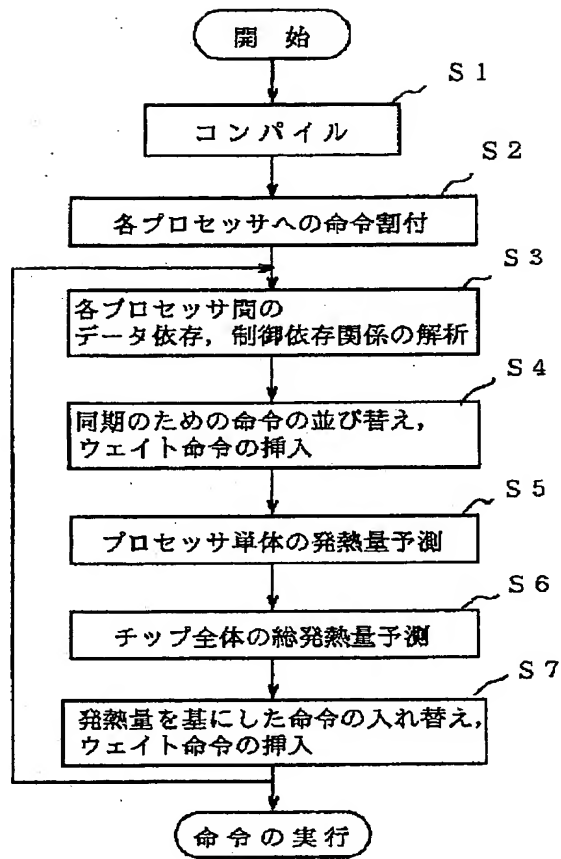 開 始
S1
コンパイル
S2
各プロセッサへの命令割付
S3
各プロセッサ間の
データ依存，制御依存関係の解析
S4
同期のための命令の並び替え，
ウェイト命令の挿入
S5
プロセッサ単体の発熱量予測
S6
チップ全体の総発熱量予測
S7
発熱量を基にした命令の入れ替え，
ウェイト命令の挿入
命令の実行